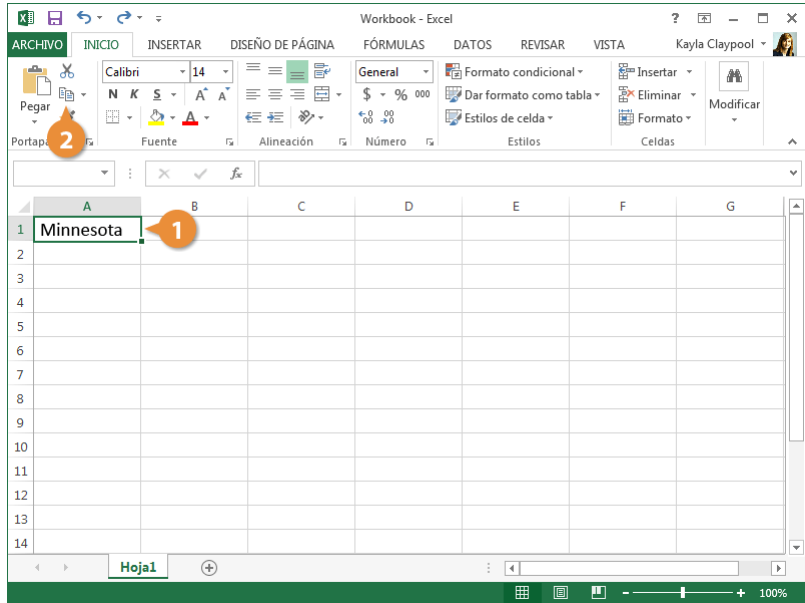 Workbook - Excel
?
ARCHIVO INICIO INSERTAR DISEÑO DE PÁGINA FÓRMULAS DATOS REVISAR VISTA Kayla Claypool
Calibri 14 General Formato condicional Insertar
N K S A A $ % 000 Dar formato como tabla Eliminar
Pegar Modificar
A Estilos de celda Formato
2
Fuente Alineación Número Estilos Celdas
fx
A B C D E F G
1 Minnesota 1
2
3
4
5
6
7
8
9
10
11
12
13
14
Hoja1
- + 100%